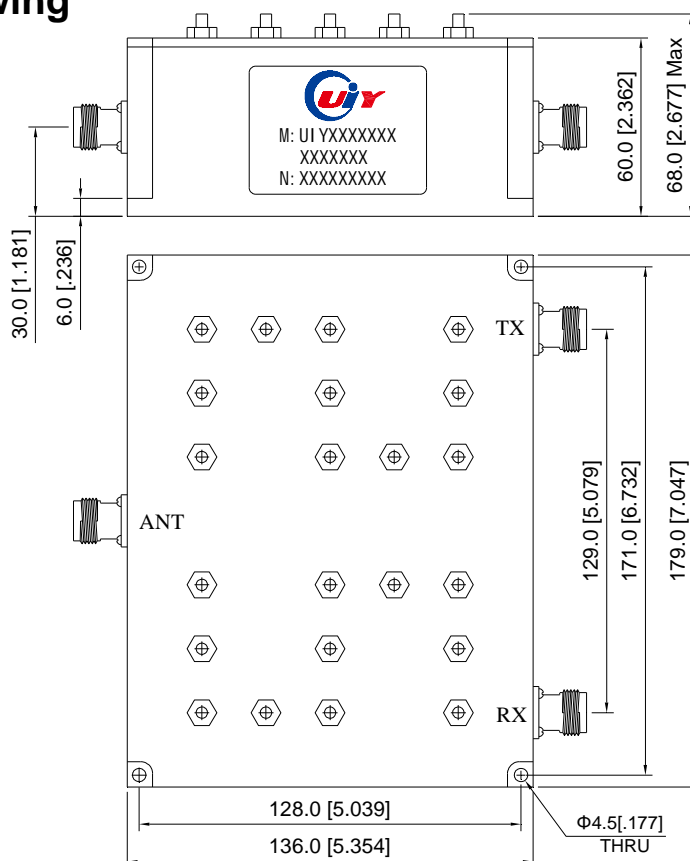 UiY
M: UI YXXXXXXX
XXXXXXX
N: XXXXXXXXX
60.0 [2.362]
68.0 [2.677] Max
30.0 [1.181]
6.0 [.236]
TX
ANT
RX
129.0 [5.079]
171.0 [6.732]
179.0 [7.047]
128.0 [5.039]
136.0 [5.354]
Φ4.5[.177]
THRU